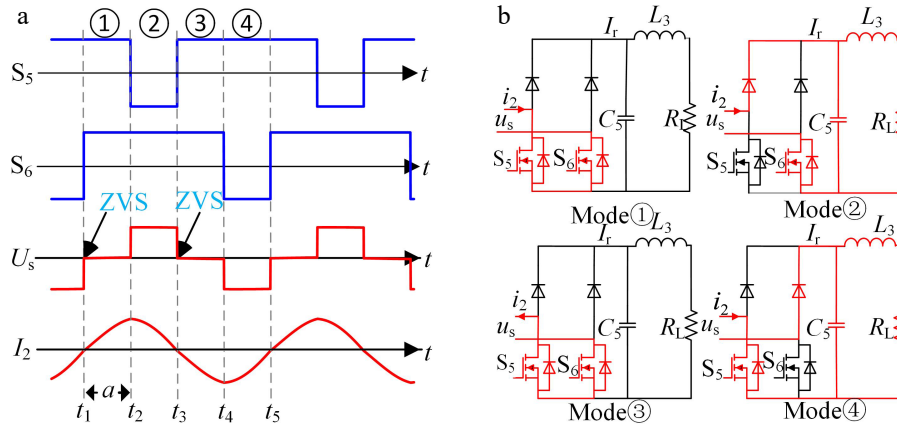 a
① ② ③ ④
S5 t
S6 t
ZVS ZVS
Us t
I2 t
a
t1 t2 t3 t4 t5
b
Ir L3
i2
us
C5 RL
S5 S6
Mode①
Ir L3
i2
us
C5 RL
S5 S6
Mode②
Ir L3
i2
us
C5 RL
S5 S6
Mode③
Ir L3
i2
us
C5 RL
S5 S6
Mode④